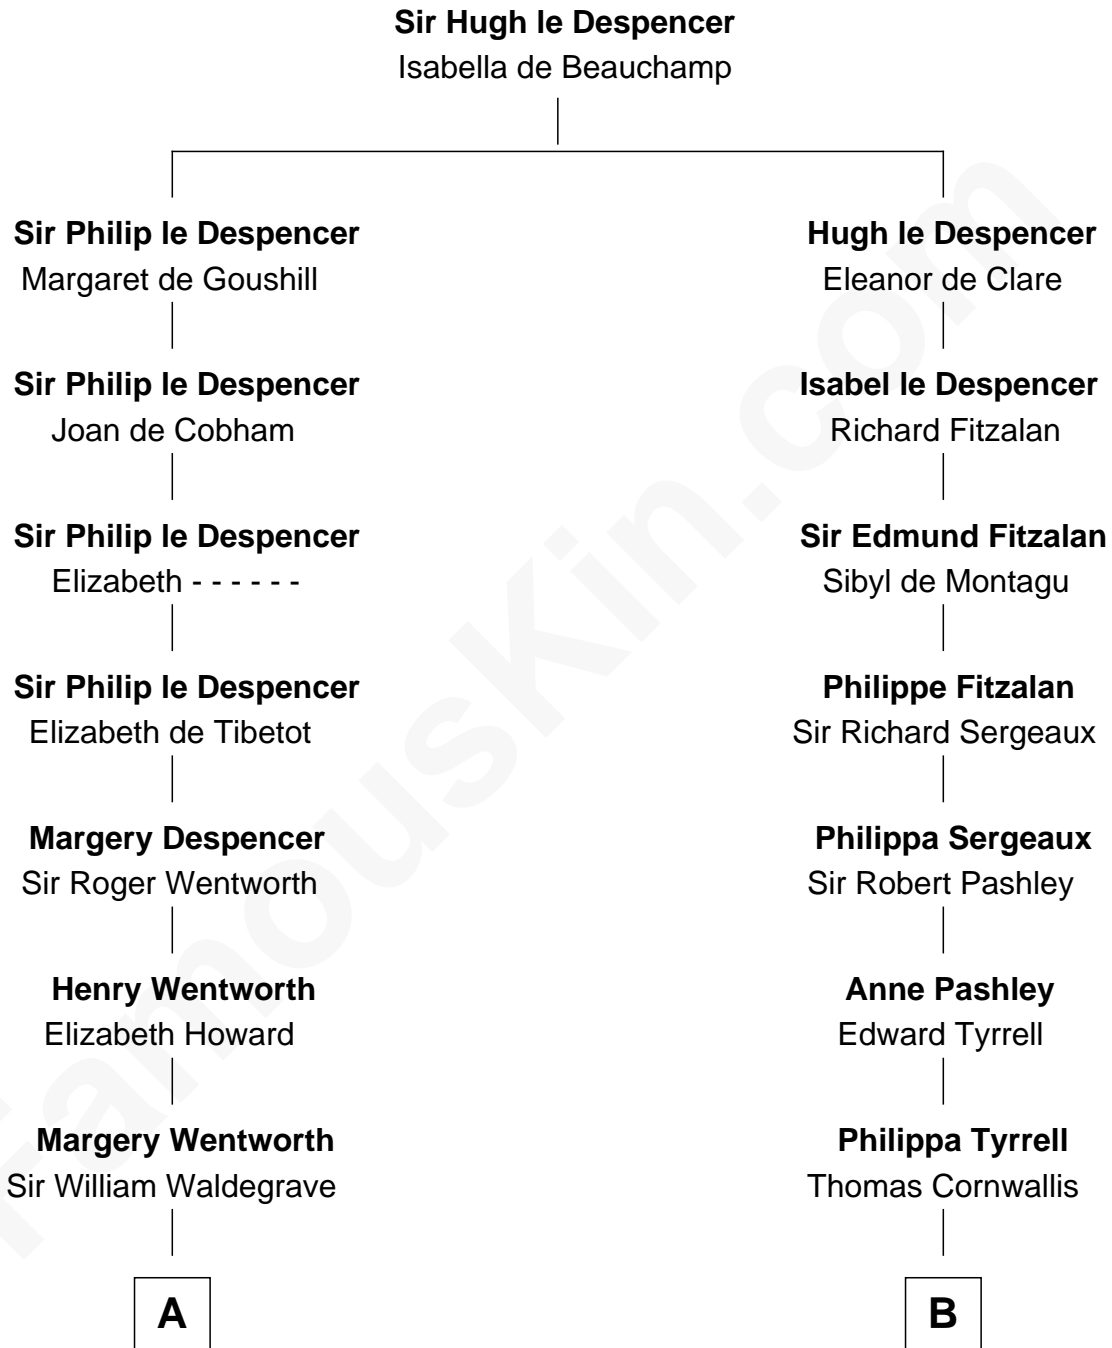 Sir Hugh le Despencer
Isabella de Beauchamp
Sir Philip le Despencer
Margaret de Goushill
Sir Philip le Despencer
Joan de Cobham
Sir Philip le Despencer
Elizabeth - - - - - -
Sir Philip le Despencer
Elizabeth de Tibetot
Margery Despencer
Sir Roger Wentworth
Henry Wentworth
Elizabeth Howard
Margery Wentworth
Sir William Waldegrave
A
Hugh le Despencer
Eleanor de Clare
Isabel le Despencer
Richard Fitzalan
Sir Edmund Fitzalan
Sibyl de Montagu
Philippe Fitzalan
Sir Richard Sergeaux
Philippa Sergeaux
Sir Robert Pashley
Anne Pashley
Edward Tyrrell
Philippa Tyrrell
Thomas Cornwallis
B
FamousKin.com